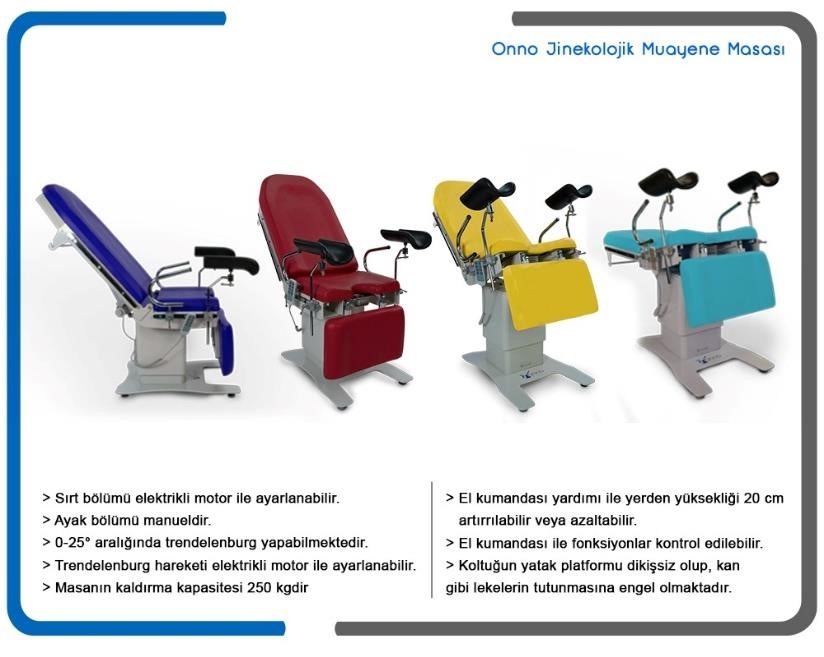 Onno Jinekolojik Muayene Masası
> Sırt bölümü elektrikli motor ile ayarlanabilir.
> Ayak bölümü manueldir.
> 0-25° aralığında trendelenburg yapabilmektedir.
> Trendelenburg hareketi elektrikli motor ile ayarlanabilir.
> Masanın kaldırma kapasitesi 250 kgdir
> El kumandası yardımı ile yerden yüksekliği 20 cm
artırrılabilir veya azaltabilir.
> El kumandası ile fonksiyonlar kontrol edilebilir.
> Koltuğun yatak platformu dikişsiz olup, kan
gibi lekelerin tutunmasına engel olmaktadır.